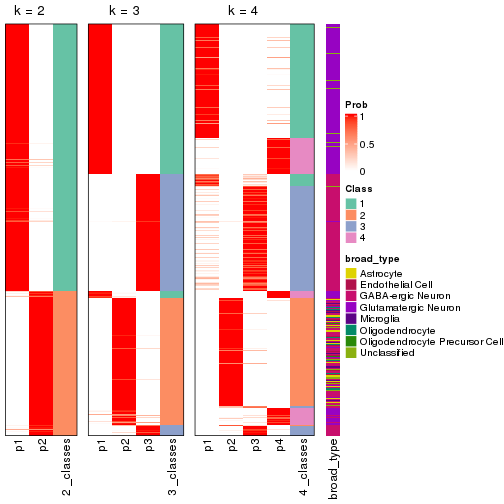 k = 2
k = 3
k = 4
Prob
1
0.5
0
Class
1
2
3
4
broad_type
Astrocyte
Endothelial Cell
GABA-ergic Neuron
Glutamatergic Neuron
Microglia
Oligodendrocyte
Oligodendrocyte Precursor Cell
Unclassified
p1
p2
2_classes
p1
p2
p3
3_classes
p1
p2
p3
p4
4_classes
broad_type